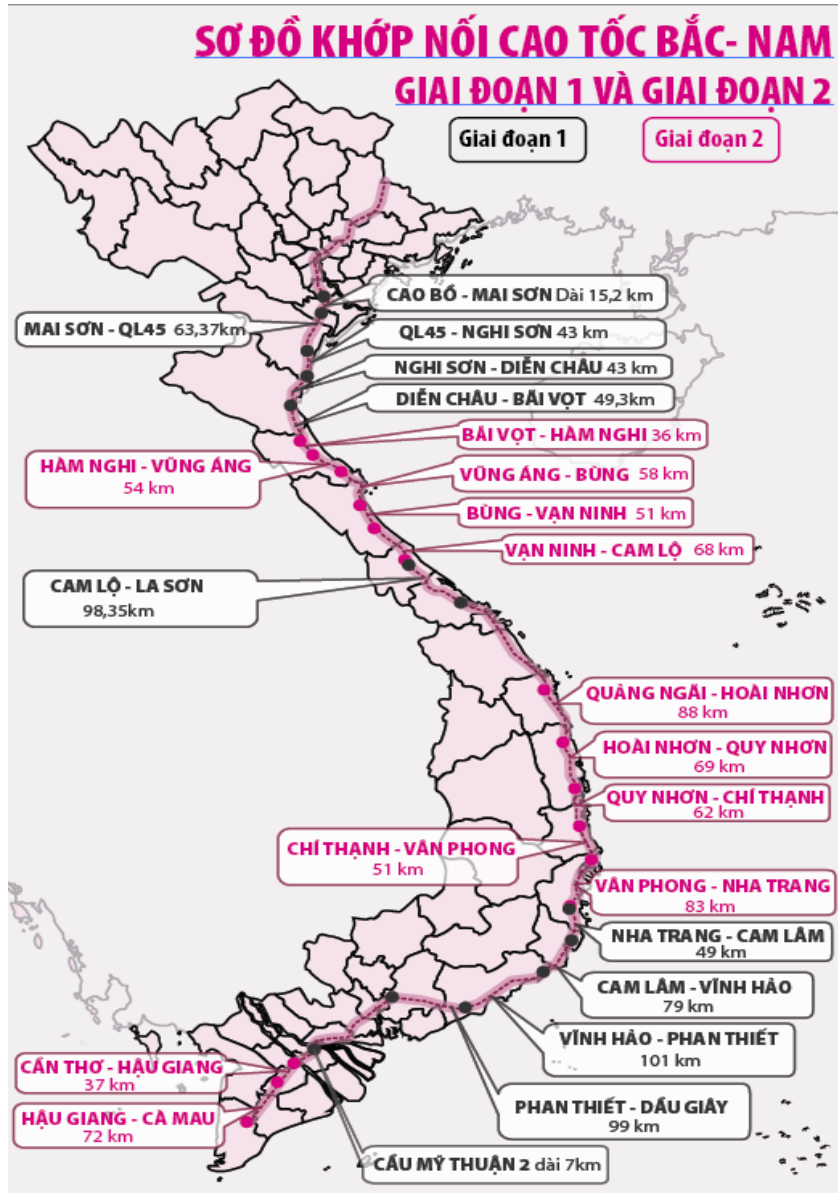 SƠ ĐỒ KHỚP NỐI CAO TỐC BẮC- NAM
GIAI ĐOẠN 1 VÀ GIAI ĐOẠN 2
Giai đoạn 1
Giai đoạn 2
CAO BỒ - MAI SƠN Dài 15,2 km
MAI SƠN - QL45 63,37km
QL45 - NGHI SƠN 43 km
NGHI SƠN - DIỄN CHÂU 43 km
DIỄN CHÂU - BÃI VỌT 49,3km
BÃI VỌT - HÀM NGHI 36 km
HÀM NGHI - VŨNG ÁNG
54 km
VŨNG ÁNG - BÙNG 58 km
BÙNG - VẠN NINH 51 km
VẠN NINH - CAM LỘ 68 km
CAM LỘ - LA SƠN
98,35km
QUẢNG NGÃI - HOÀI NHƠN
88 km
HOÀI NHƠN - QUY NHƠN
69 km
QUY NHƠN - CHÍ THẠNH
62 km
CHÍ THẠNH - VÂN PHONG
51 km
VÂN PHONG - NHA TRANG
83 km
NHA TRANG - CAM LÂM
49 km
CAM LÂM - VĨNH HẢO
79 km
VĨNH HẢO - PHAN THIẾT
101 km
CẦN THƠ - HẬU GIANG
37 km
PHAN THIẾT - DẦU GIÂY
99 km
HẬU GIANG - CÀ MAU
72 km
CẦU MỸ THUẬN 2 dài 7km